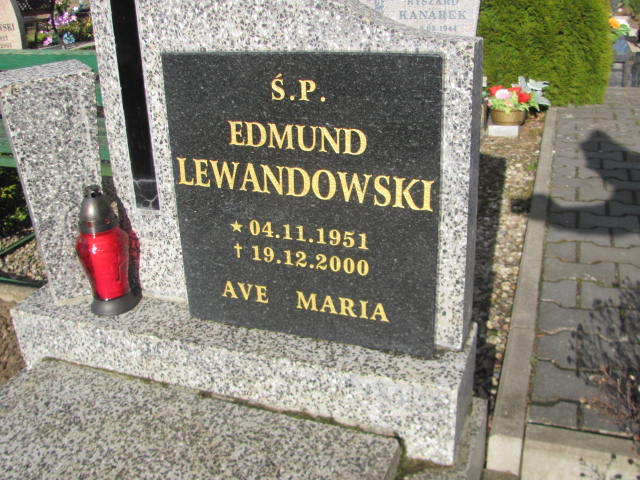 RYSZARD
KANAREK
Ś.P.
EDMUND
LEWANDOWSKI
★ 04.11.1951
† 19.12.2000
AVE MARIA